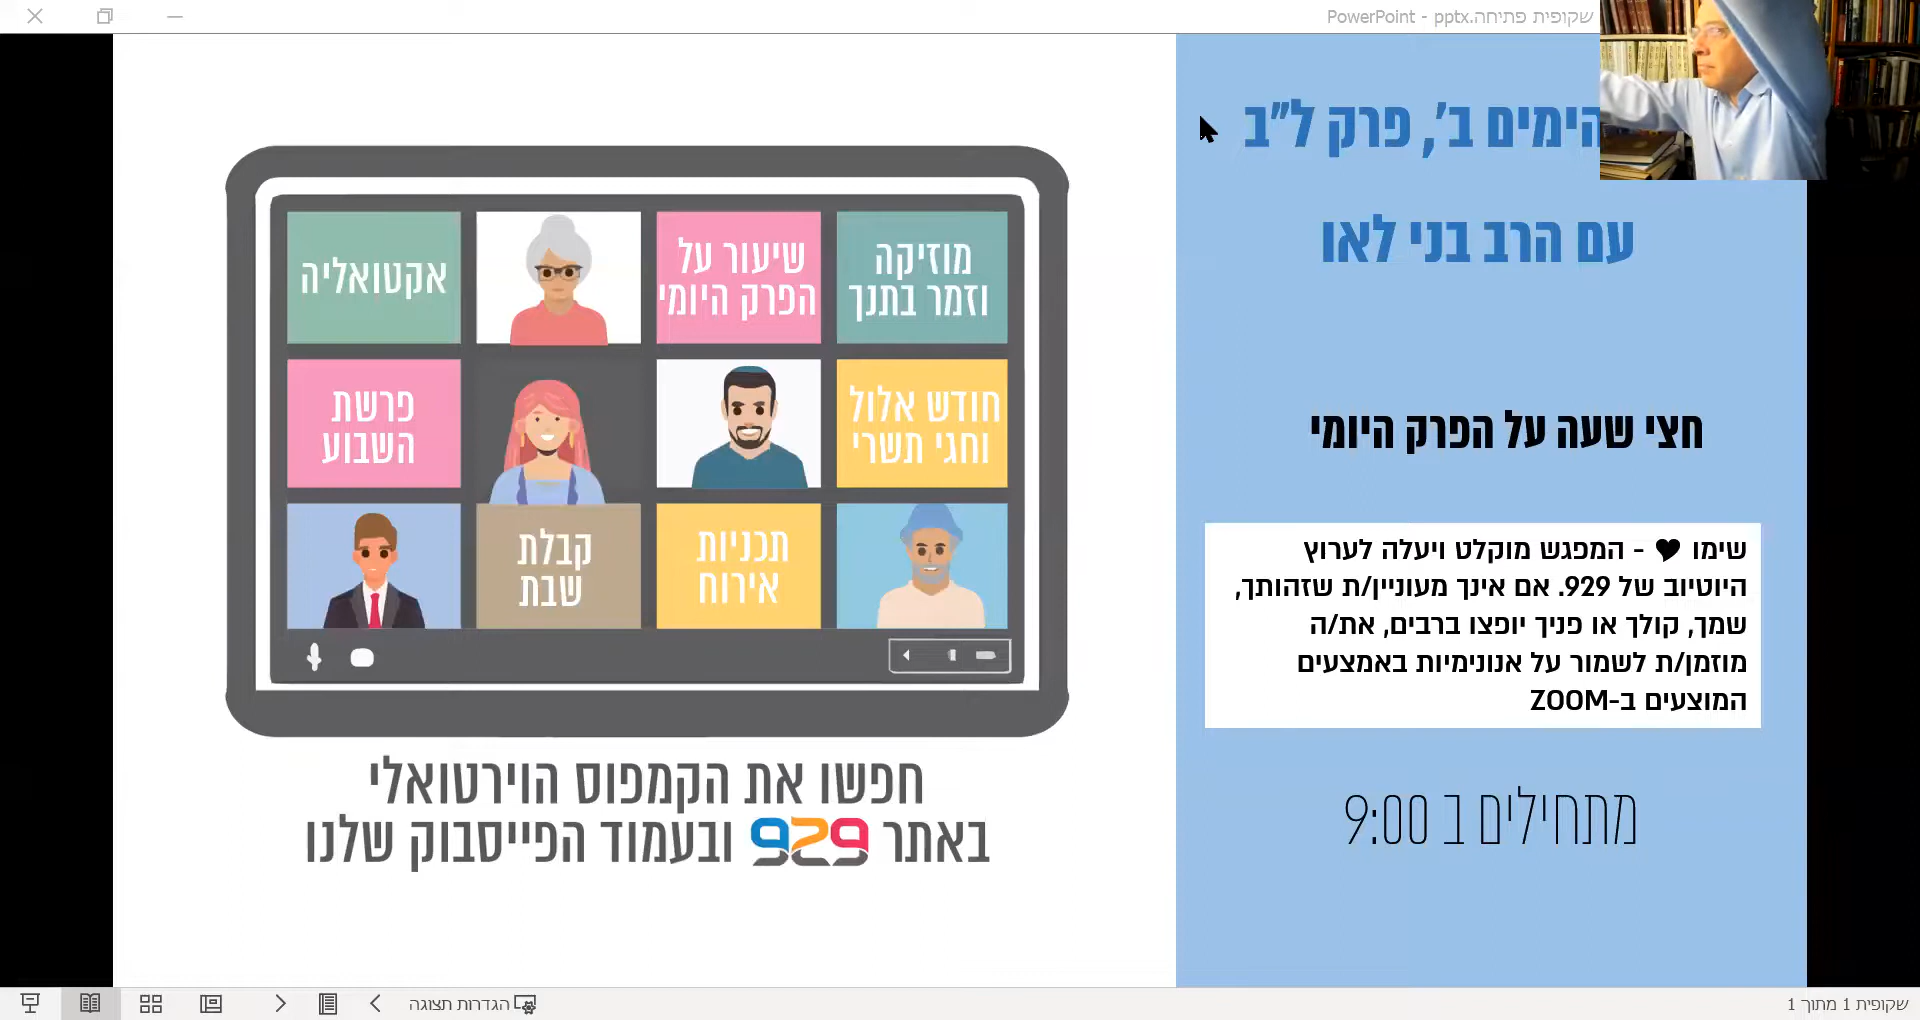 שקופית פתיחה.pptx - PowerPoint
הימים ב', פרק ל"ב
עם הרב בני לאו
חצי שעה על הפרק היומי
שימו ♥ - המפגש מוקלט ויעלה לערוץ
היוטיוב של 929. אם אינך מעוניין/ת שזהותך,
שמך, קולך או פניך יופצו ברבים, את/ה
מוזמן/ת לשמור על אנונימיות באמצעים
המוצעים ב-ZOOM
מתחילים ב 9:00
מוזיקה
וזמר בתנך
שיעור על
הפרק היומי
אקטואליה
חודש אלול
וחגי תשרי
פרשת
השבוע
תכניות
אירוח
קבלת
שבת
חפשו את הקמפוס הוירטואלי
באתר 929 ובעמוד הפייסבוק שלנו
שקופית 1 מתוך 1
הגדרות תצוגה